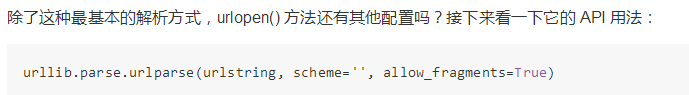 除了这种最基本的解析方式，urlopen() 方法还有其他配置吗？接下来看一下它的 API 用法：
urllib.parse.urlparse(urlstring, scheme='', allow_fragments=True)